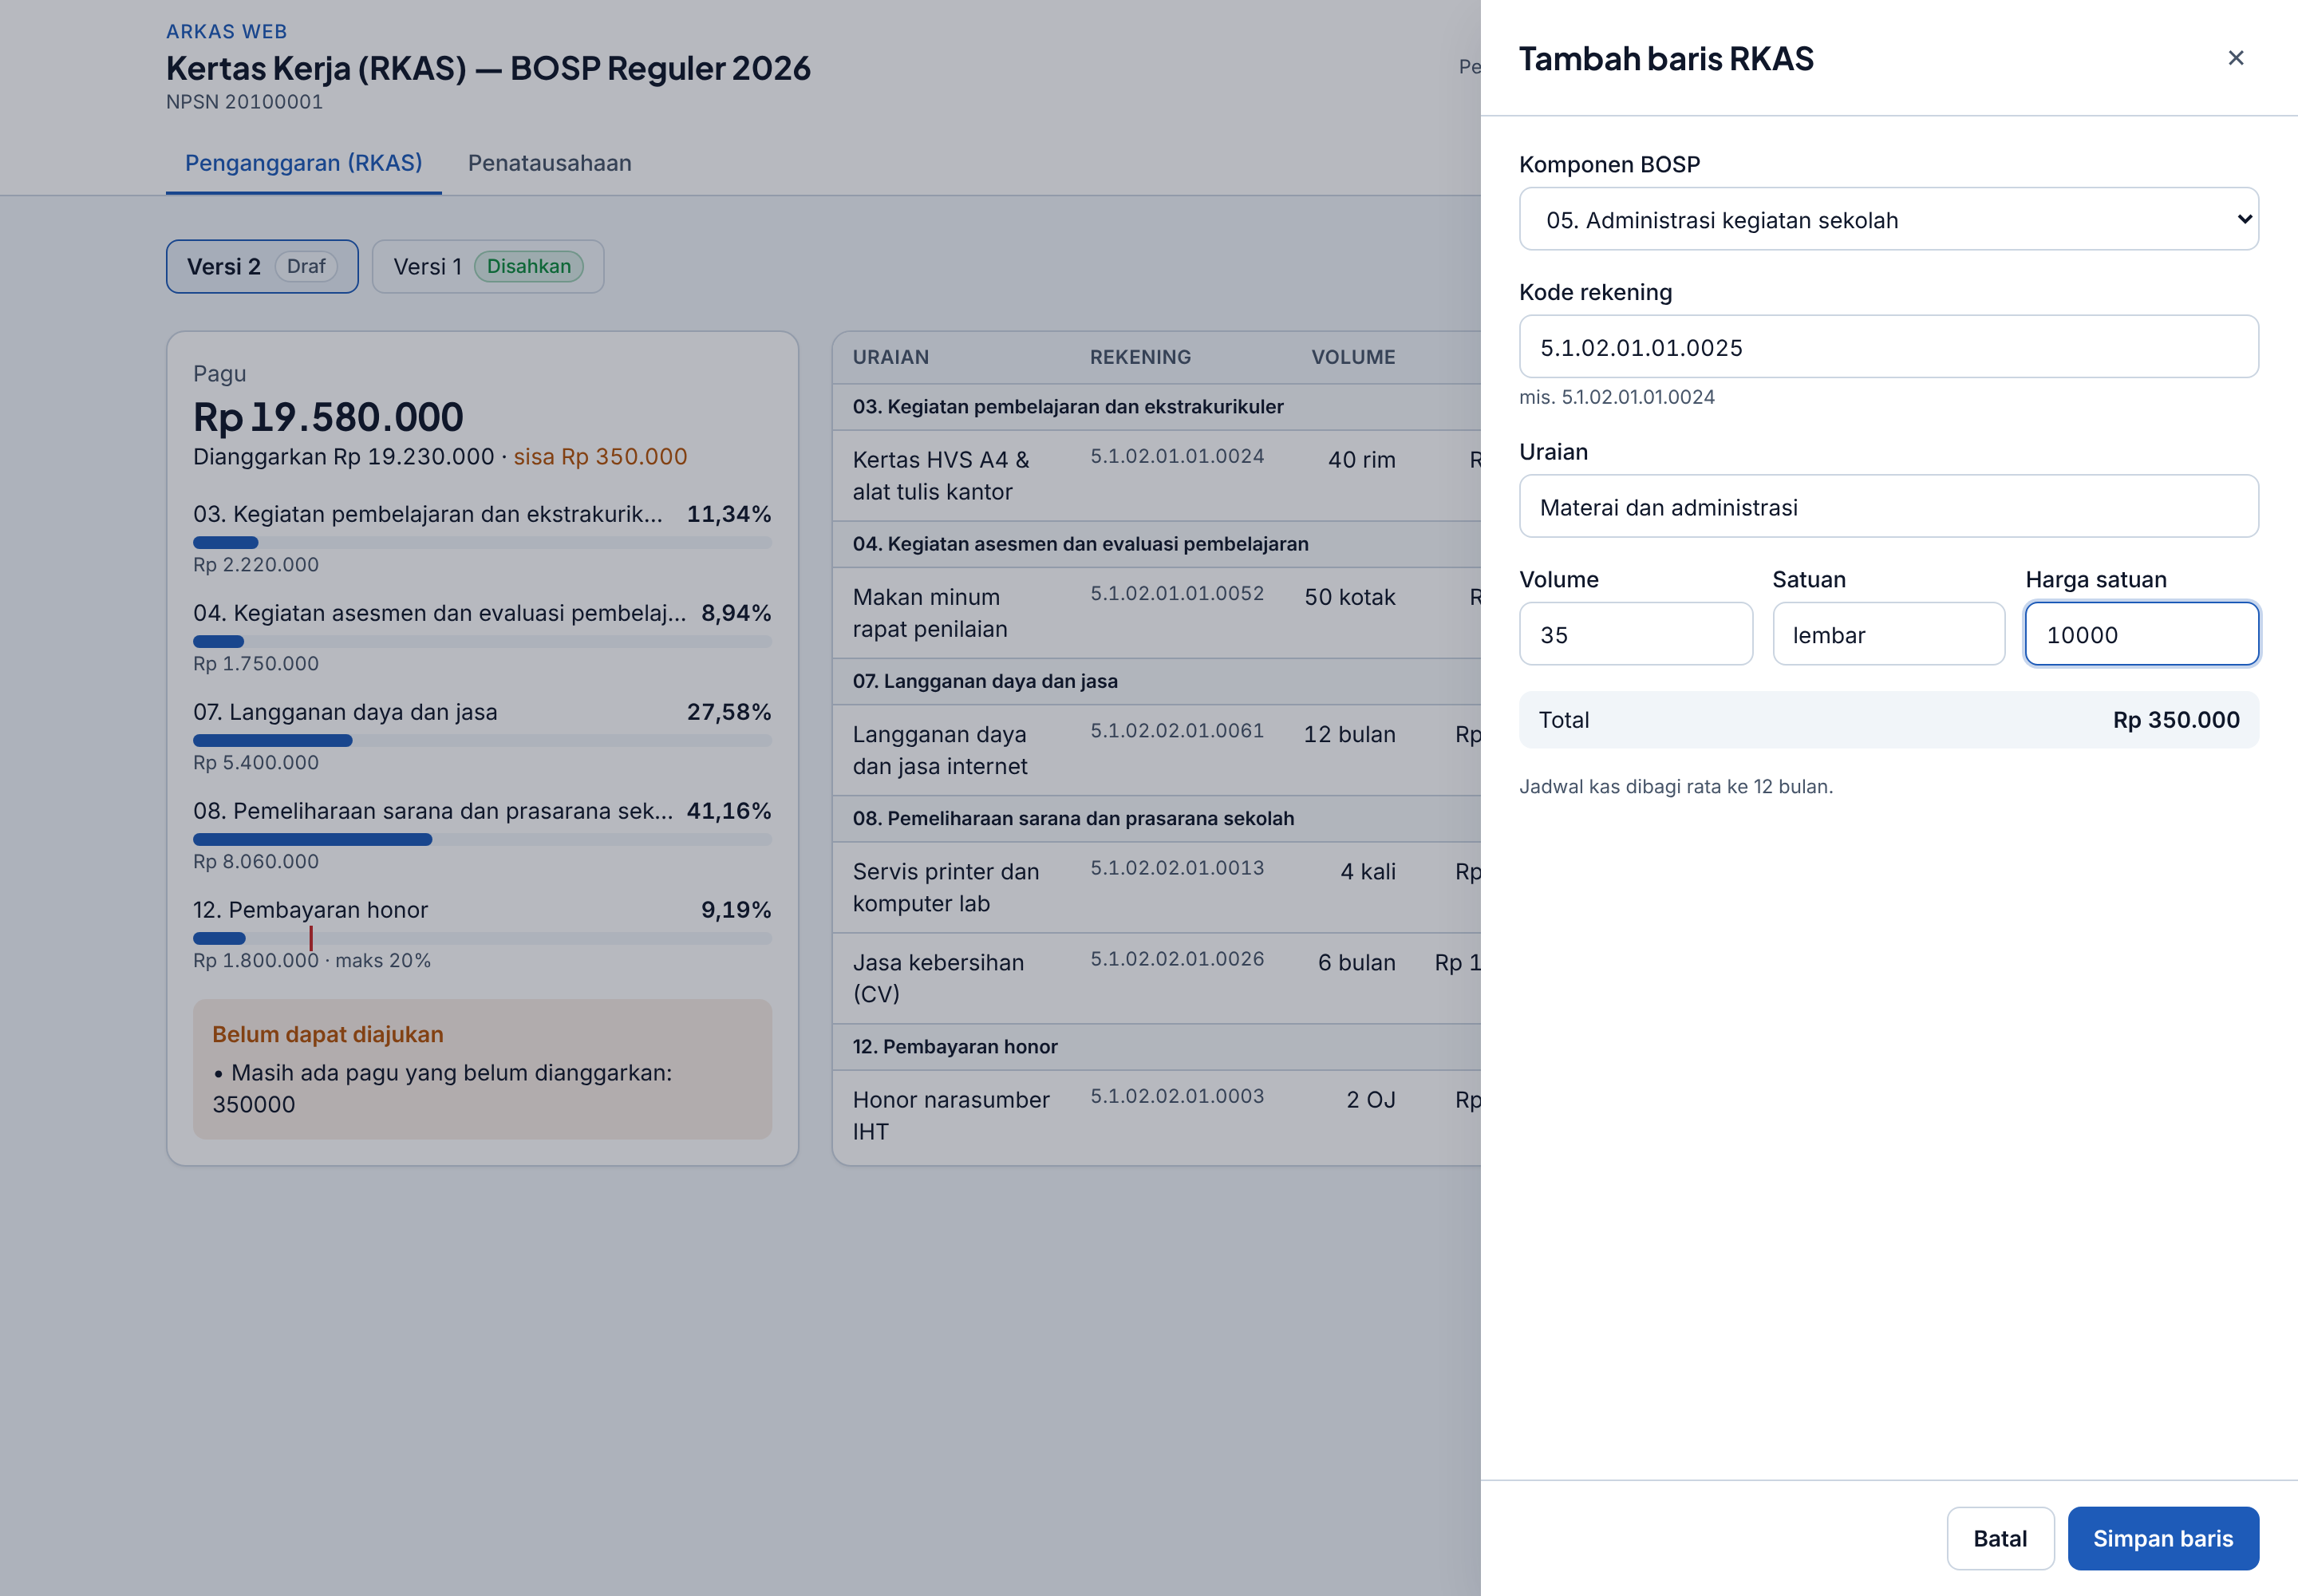 ARKAS WEB
Kertas Kerja (RKAS) — BOSP Reguler 2026
NPSN 20100001
Penganggaran (RKAS)
Penatausahaan
Versi 2 Draf
Versi 1 Disahkan
Pagu
Rp 19.580.000
Dianggarkan Rp 19.230.000 · sisa Rp 350.000
03. Kegiatan pembelajaran dan ekstrakurik... 11,34%
Rp 2.220.000
04. Kegiatan asesmen dan evaluasi pembelaj... 8,94%
Rp 1.750.000
07. Langganan daya dan jasa 27,58%
Rp 5.400.000
08. Pemeliharaan sarana dan prasarana sek... 41,16%
Rp 8.060.000
12. Pembayaran honor 9,19%
Rp 1.800.000 · maks 20%
Belum dapat diajukan
• Masih ada pagu yang belum dianggarkan:
350000
URAIAN REKENING VOLUME
03. Kegiatan pembelajaran dan ekstrakurikuler
Kertas HVS A4 & 5.1.02.01.01.0024 40 rim
alat tulis kantor
04. Kegiatan asesmen dan evaluasi pembelajaran
Makan minum 5.1.02.01.01.0052 50 kotak
rapat penilaian
07. Langganan daya dan jasa
Langganan daya 5.1.02.02.01.0061 12 bulan Rp
dan jasa internet
08. Pemeliharaan sarana dan prasarana sekolah
Servis printer dan 5.1.02.02.01.0013 4 kali Rp
komputer lab
Jasa kebersihan 5.1.02.02.01.0026 6 bulan Rp 1
(CV)
12. Pembayaran honor
Honor narasumber 5.1.02.02.01.0003 2 OJ Rp
IHT
Tambah baris RKAS
×
Komponen BOSP
05. Administrasi kegiatan sekolah
Kode rekening
5.1.02.01.01.0025
mis. 5.1.02.01.01.0024
Uraian
Materai dan administrasi
Volume Satuan Harga satuan
35 lembar 10000
Total Rp 350.000
Jadwal kas dibagi rata ke 12 bulan.
Batal
Simpan baris